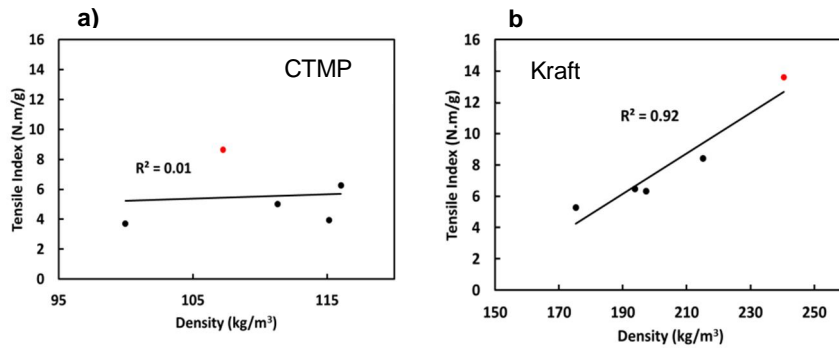 a)
16
14
12
10
8
6
4
2
0
Tensile Index (N.m/g)
CTMP
R² = 0.01
95
105
115
Density (kg/m³)
b
16
14
12
10
8
6
4
2
0
Tensile Index (N.m/g)
Kraft
R² = 0.92
150
170
190
210
230
250
Density (kg/m³)